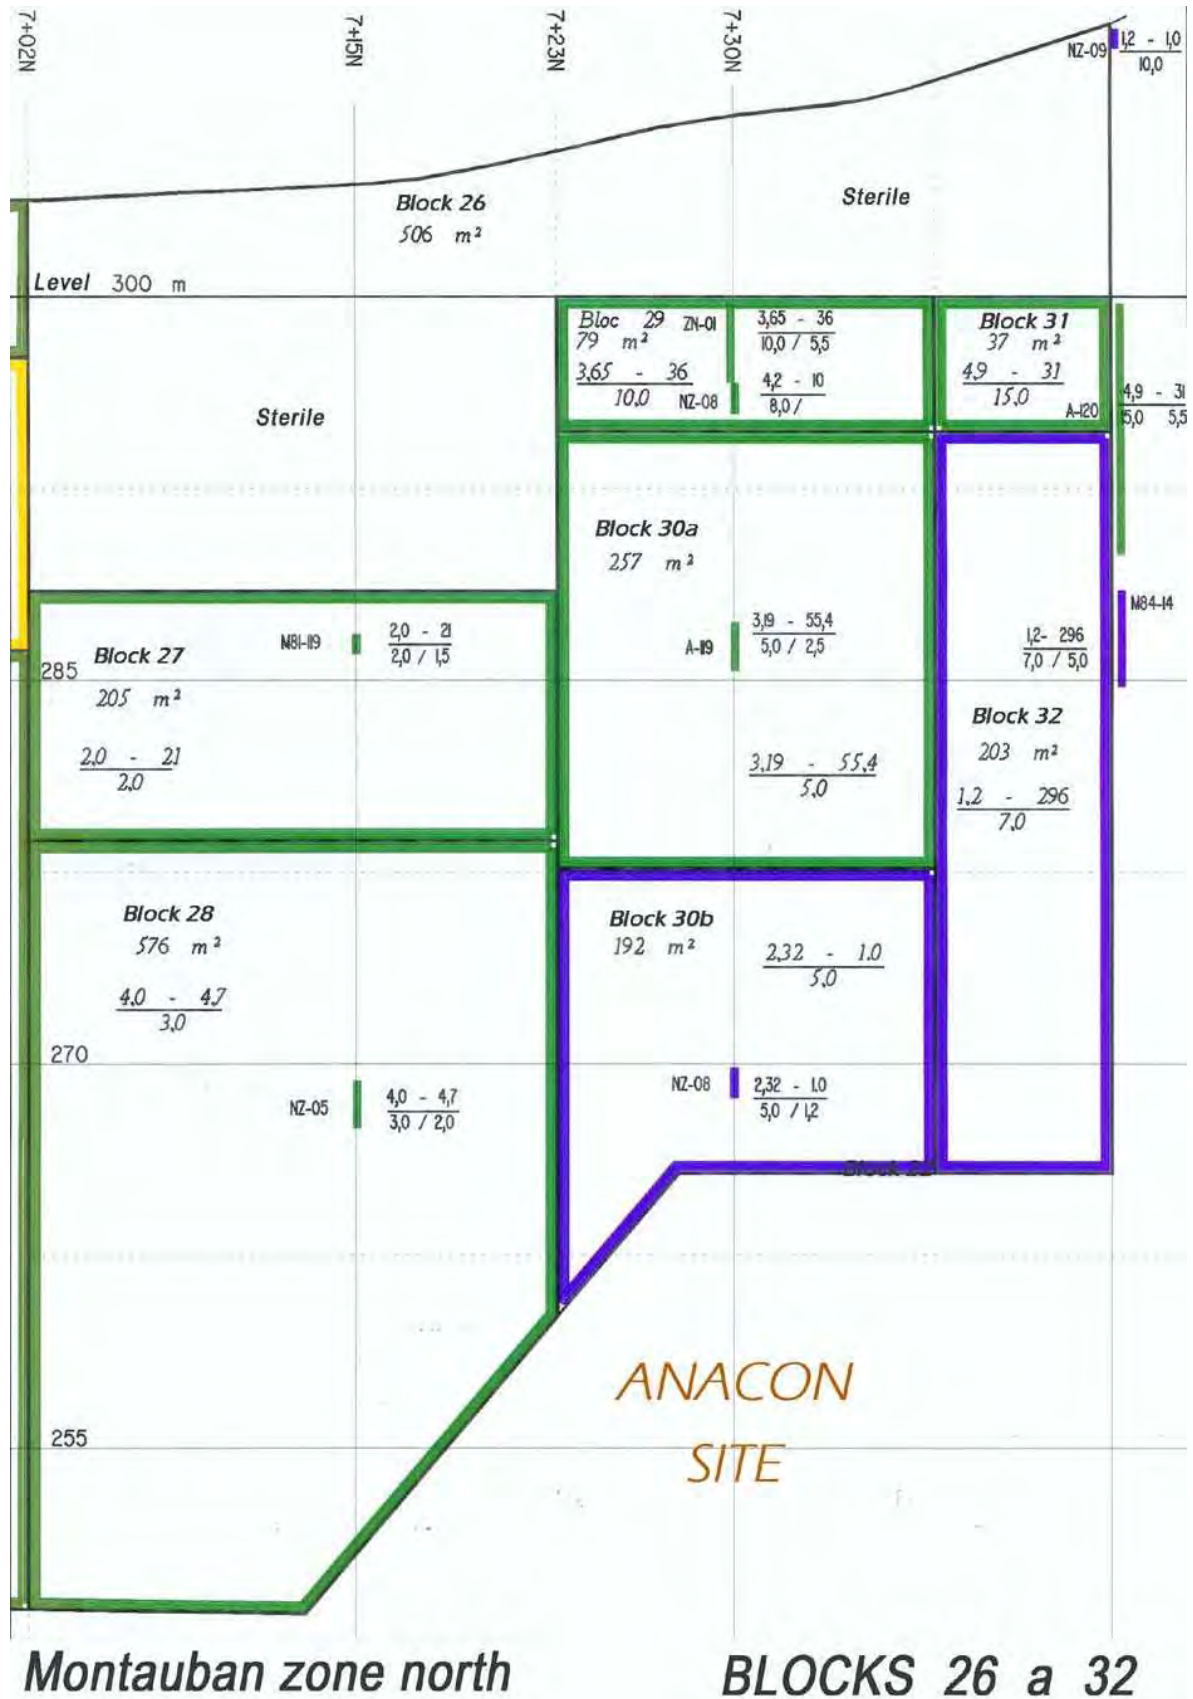 7+02N
7+15N
7+23N
7+30N
NZ-09
1,2 - 1,0
10,0
Block 26
506 m²
Sterile
Level 300 m
Bloc 29
79 m²
3,65 - 36
10,0
ZN-01
3,65 - 36
10,0 / 5,5
NZ-08
4,2 - 10
8,0 /
Block 31
37 m²
4,9 - 31
15,0
A-120
4,9 - 31
5,0 5,5
Sterile
Block 30a
257 m²
A-119
3,19 - 55,4
5,0 / 2,5
3,19 - 55,4
5,0
M84-14
1,2- 296
7,0 / 5,0
Block 32
203 m²
1,2 - 296
7,0
M81-119
2,0 - 21
2,0 / 1,5
Block 27
285
205 m²
2,0 - 21
2,0
Block 28
576 m²
4,0 - 4,7
3,0
270
NZ-05
4,0 - 4,7
3,0 / 2,0
Block 30b
192 m²
2,32 - 1.0
5,0
NZ-08
2,32 - 1,0
5,0 / 1,2
ANACON
SITE
255
Montauban zone north
BLOCKS 26 a 32